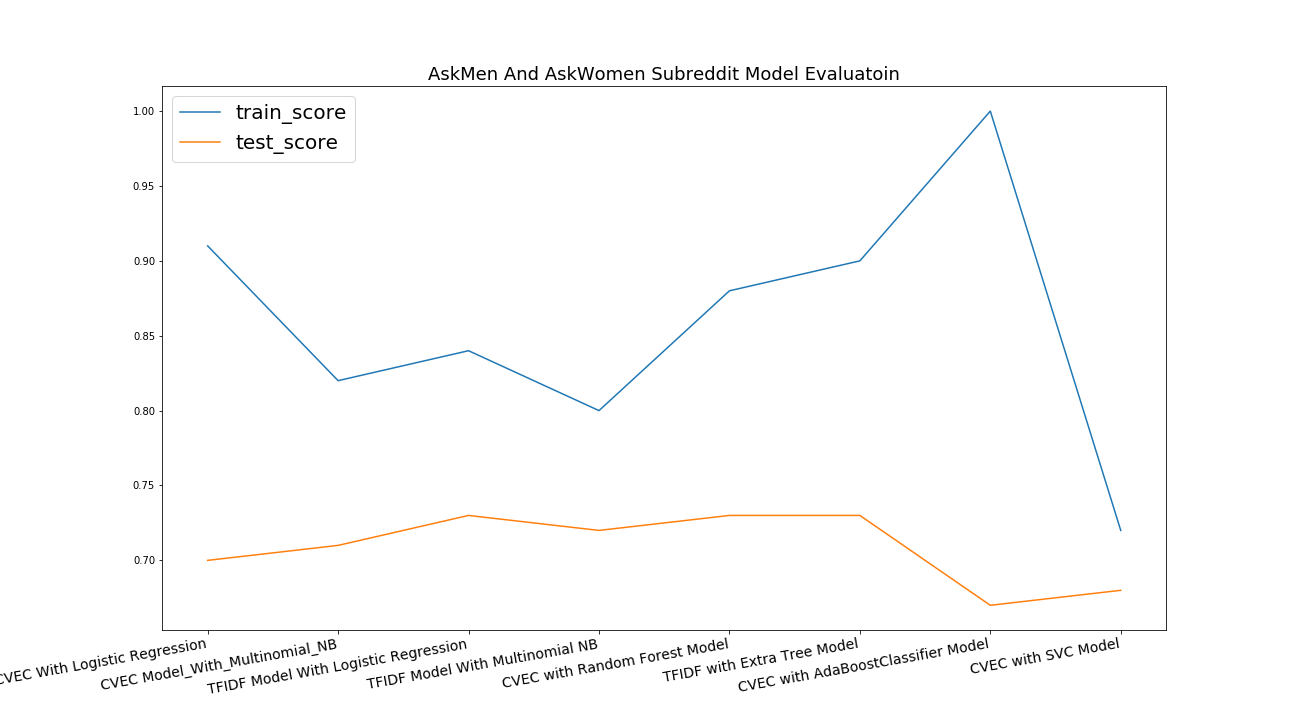 AskMen And AskWomen Subreddit Model Evaluatoin
train_score
test_score
1.00
0.95
0.90
0.85
0.80
0.75
0.70
CVEC With Logistic Regression
CVEC Model_With_Multinomial_NB
TFIDF Model With Logistic Regression
TFIDF Model With Multinomial NB
CVEC with Random Forest Model
TFIDF with Extra Tree Model
CVEC with AdaBoostClassifier Model
CVEC with SVC Model